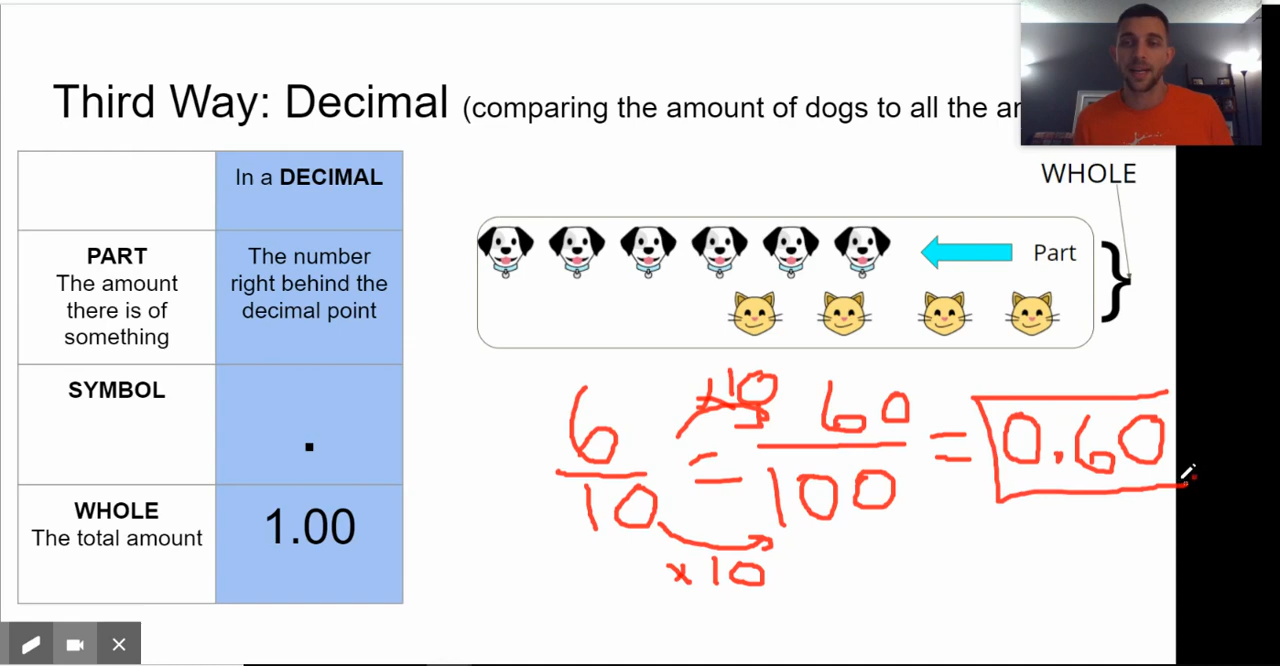 Third Way: Decimal (comparing the amount of dogs to all the
In a DECIMAL
PART
The amount
there is of
something
The number
right behind the
decimal point
SYMBOL
.
WHOLE
The total amount
1.00
WHOLE
Part
6/10 = 60/100 = 0.60
x10
x10